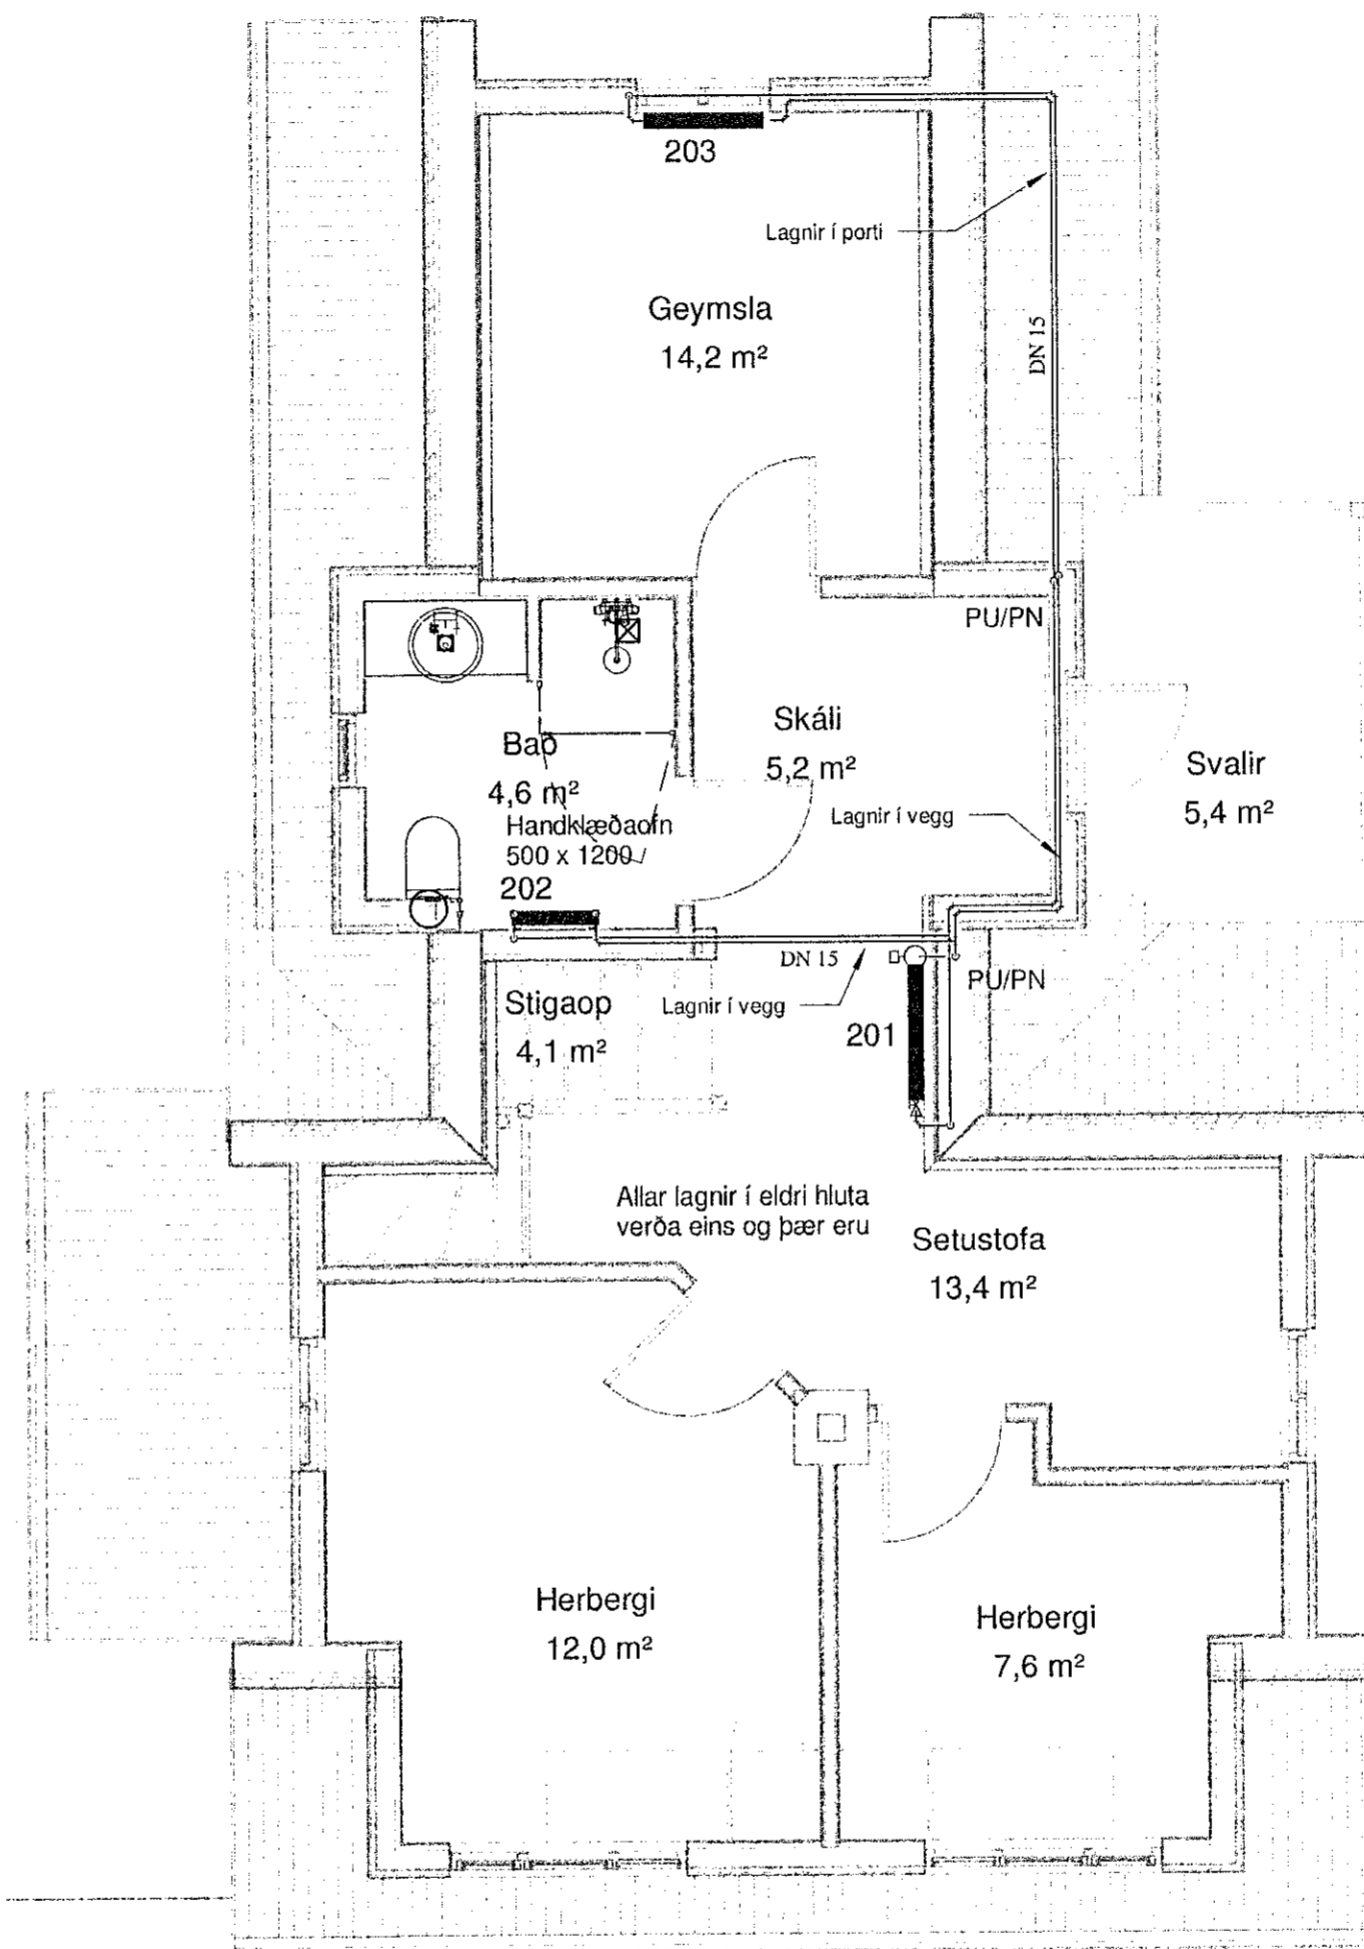 203
Lagnir í porti
Geymsla
14,2 m²
DN 15
PU/PN
Skáli
5,2 m²
Bað
4,6 m²
Handklæðaofn
500 x 1200
202
Lagnir í vegg
Svalir
5,4 m²
DN 15
PU/PN
Stigaop
4,1 m²
Lagnir í vegg
201
Allar lagnir í eldri hluta
verða eins og þær eru
Setustofa
13,4 m²
Herbergi
12,0 m²
Herbergi
7,6 m²